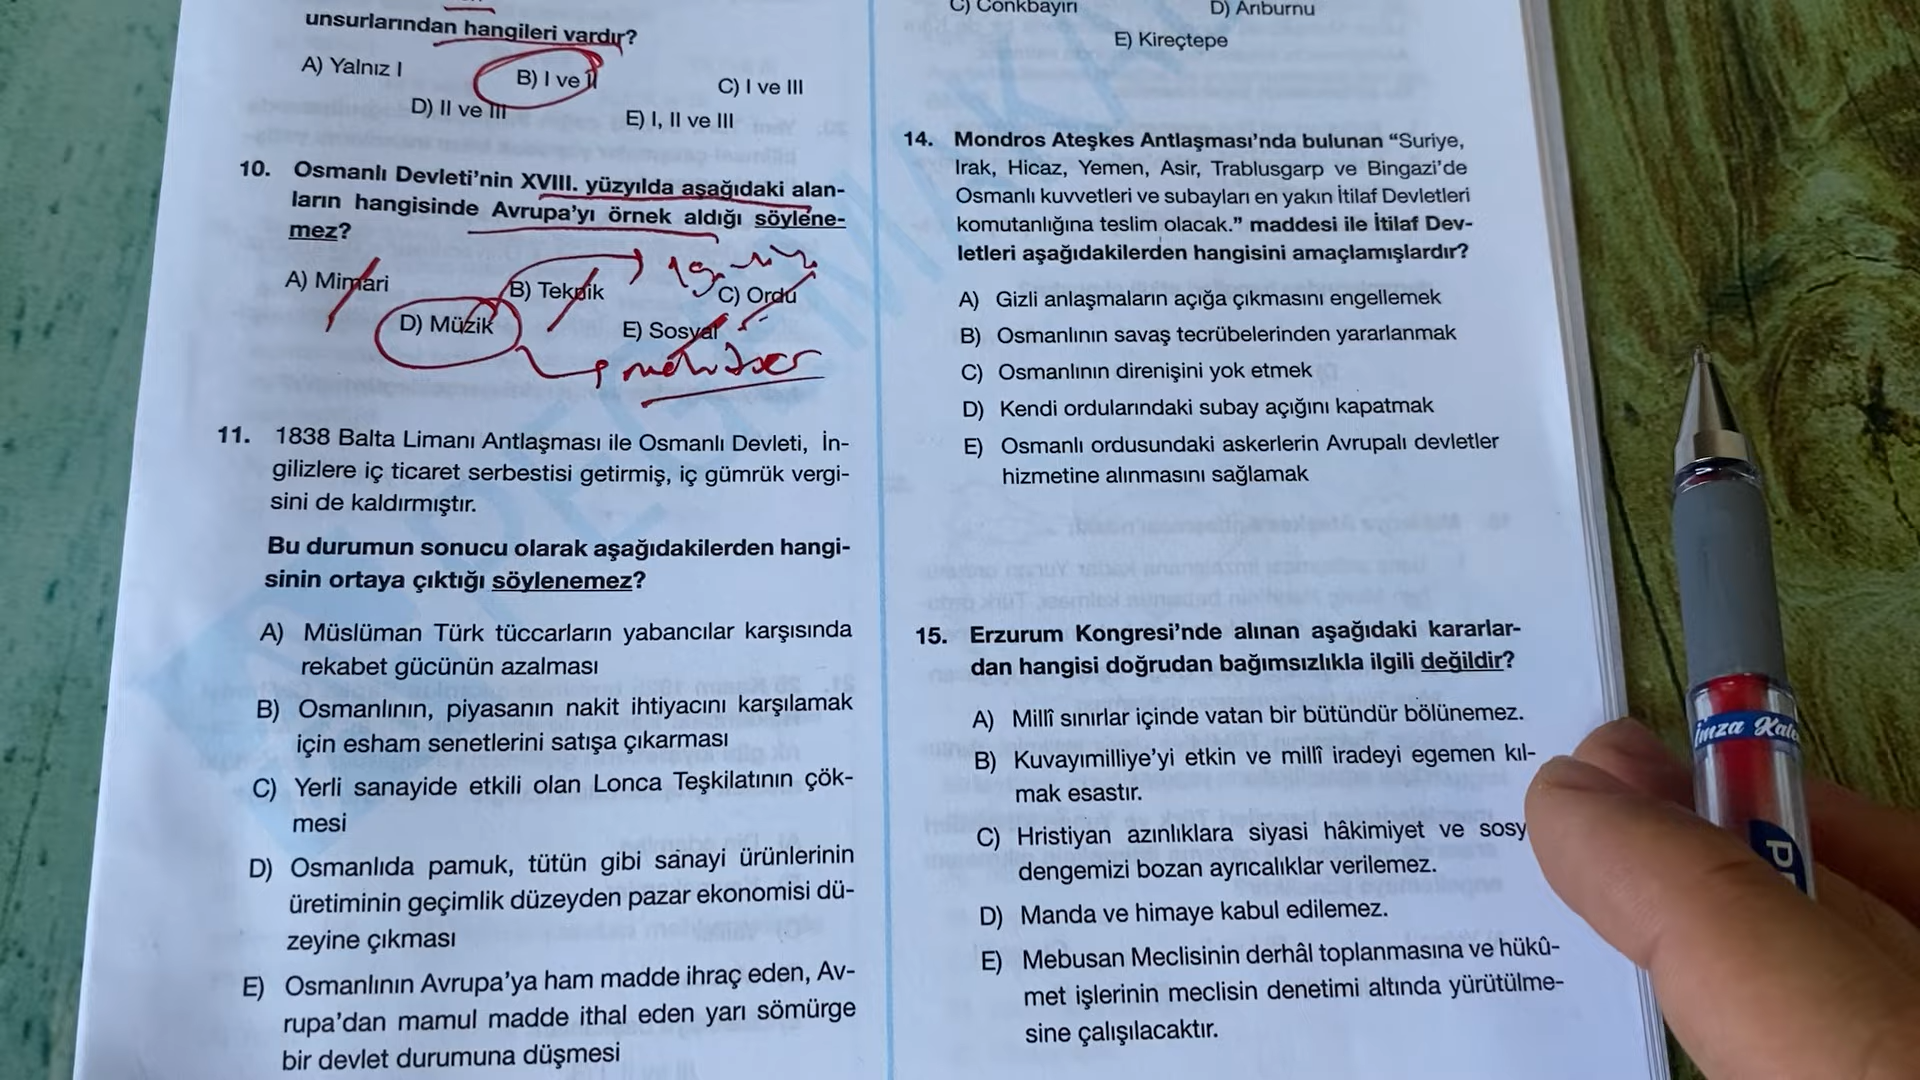 unsurlarından hangileri vardır?
A) Yalnız I
B) I ve II
C) I ve III
D) II ve III
E) I, II ve III
10. Osmanlı Devleti'nin XVIII. yüzyılda aşağıdaki alan-
ların hangisinde Avrupa'yı örnek aldığı söylene-
mez?
A) Mimari
B) Teknik
C) Ordu
D) Müzik
E) Sosyal
mehter
11. 1838 Balta Limanı Antlaşması ile Osmanlı Devleti, İn-
gilizlere iç ticaret serbestisi getirmiş, iç gümrük vergi-
sini de kaldırmıştır.
Bu durumun sonucu olarak aşağıdakilerden hangi-
sinin ortaya çıktığı söylenemez?
A) Müslüman Türk tüccarların yabancılar karşısında
rekabet gücünün azalması
B) Osmanlının, piyasanın nakit ihtiyacını karşılamak
için esham senetlerini satışa çıkarması
C) Yerli sanayide etkili olan Lonca Teşkilatının çök-
mesi
D) Osmanlıda pamuk, tütün gibi sanayi ürünlerinin
üretiminin geçimlik düzeyden pazar ekonomisi dü-
zeyine çıkması
E) Osmanlının Avrupa'ya ham madde ihraç eden, Av-
rupa'dan mamul madde ithal eden yarı sömürge
bir devlet durumuna düşmesi
C) Conkbayırı
D) Arıburnu
E) Kireçtepe
14. Mondros Ateşkes Antlaşması'nda bulunan "Suriye,
Irak, Hicaz, Yemen, Asir, Trablusgarp ve Bingazi'de
Osmanlı kuvvetleri ve subayları en yakın İtilaf Devletleri
komutanlığına teslim olacak." maddesi ile İtilaf Dev-
letleri aşağıdakilerden hangisini amaçlamışlardır?
A) Gizli anlaşmaların açığa çıkmasını engellemek
B) Osmanlının savaş tecrübelerinden yararlanmak
C) Osmanlının direnişini yok etmek
D) Kendi ordularındaki subay açığını kapatmak
E) Osmanlı ordusundaki askerlerin Avrupalı devletler
hizmetine alınmasını sağlamak
15. Erzurum Kongresi'nde alınan aşağıdaki kararlar-
dan hangisi doğrudan bağımsızlıkla ilgili değildir?
A) Millî sınırlar içinde vatan bir bütündür bölünemez.
B) Kuvayımilliye'yi etkin ve millî iradeyi egemen kıl-
mak esastır.
C) Hristiyan azınlıklara siyasi hâkimiyet ve sosy
dengemizi bozan ayrıcalıklar verilemez.
D) Manda ve himaye kabul edilemez.
E) Mebusan Meclisinin derhâl toplanmasına ve hükû-
met işlerinin meclisin denetimi altında yürütülme-
sine çalışılacaktır.
imza Kale